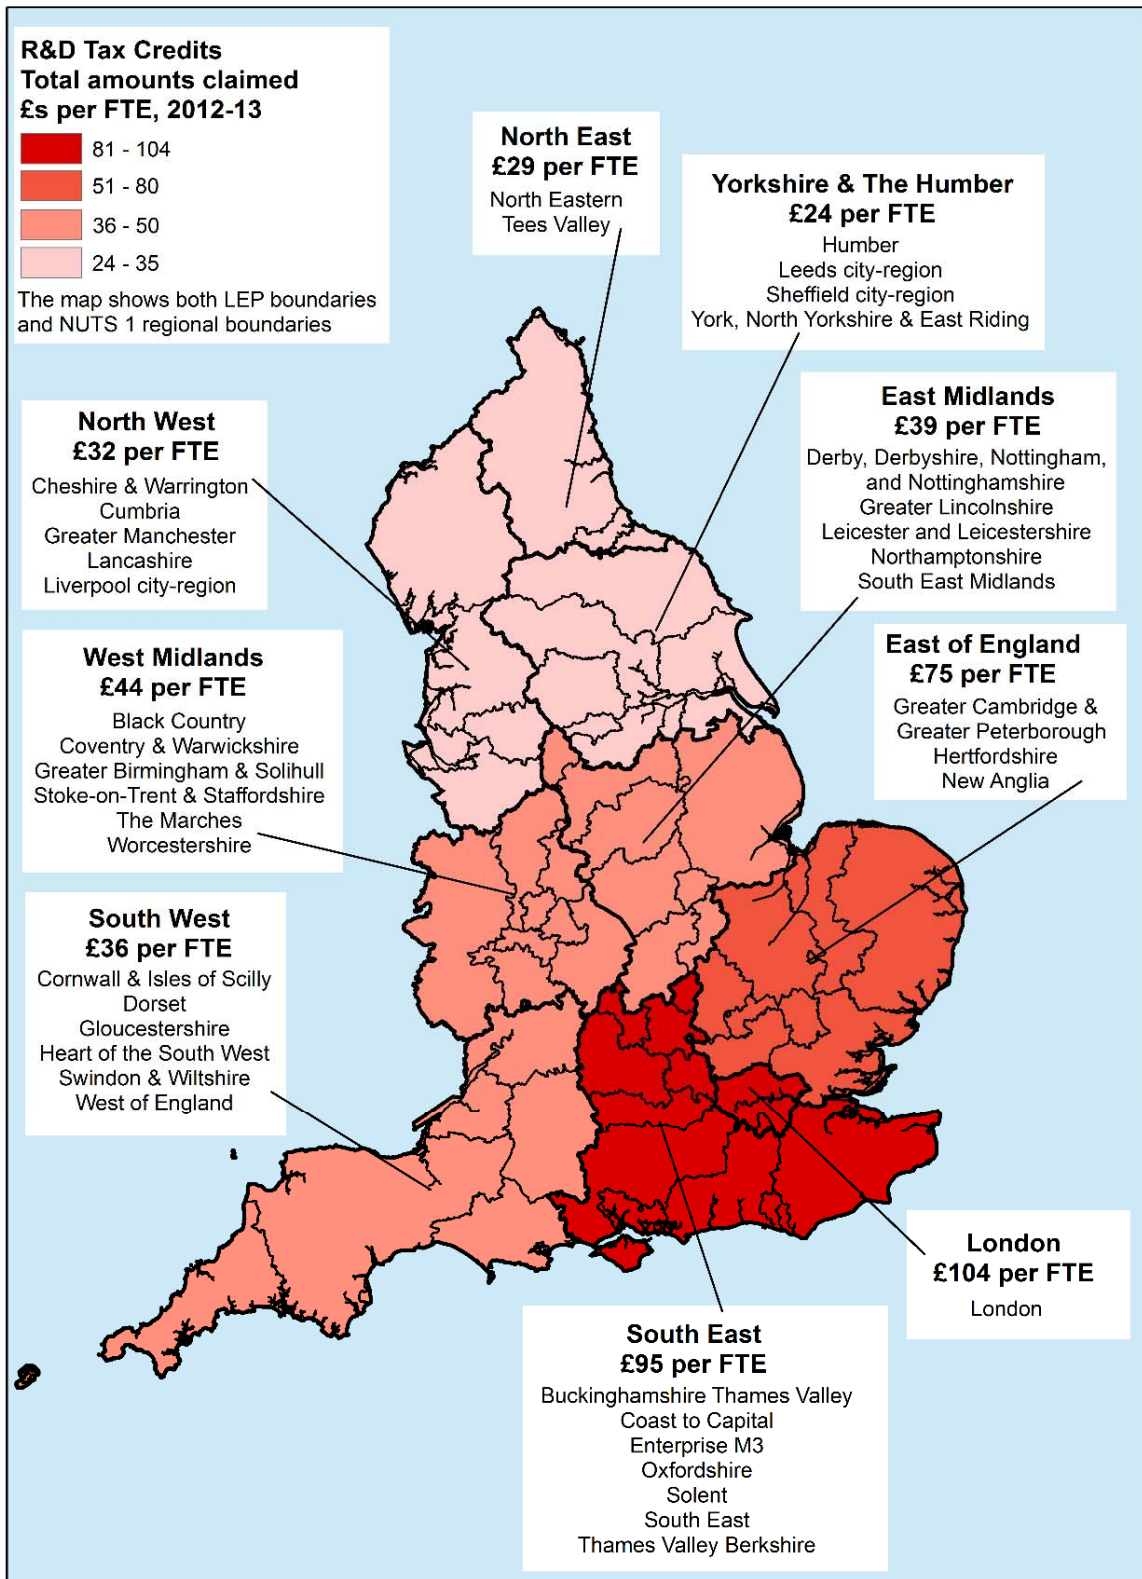 R&D Tax Credits
Total amounts claimed
£s per FTE, 2012-13
81 - 104
51 - 80
36 - 50
24 - 35
The map shows both LEP boundaries
and NUTS 1 regional boundaries
North East
£29 per FTE
North Eastern
Tees Valley
Yorkshire & The Humber
£24 per FTE
Humber
Leeds city-region
Sheffield city-region
York, North Yorkshire & East Riding
North West
£32 per FTE
Cheshire & Warrington
Cumbria
Greater Manchester
Lancashire
Liverpool city-region
East Midlands
£39 per FTE
Derby, Derbyshire, Nottingham,
and Nottinghamshire
Greater Lincolnshire
Leicester and Leicestershire
Northamptonshire
South East Midlands
West Midlands
£44 per FTE
Black Country
Coventry & Warwickshire
Greater Birmingham & Solihull
Stoke-on-Trent & Staffordshire
The Marches
Worcestershire
East of England
£75 per FTE
Greater Cambridge &
Greater Peterborough
Hertfordshire
New Anglia
South West
£36 per FTE
Cornwall & Isles of Scilly
Dorset
Gloucestershire
Heart of the South West
Swindon & Wiltshire
West of England
London
£104 per FTE
London
South East
£95 per FTE
Buckinghamshire Thames Valley
Coast to Capital
Enterprise M3
Oxfordshire
Solent
South East
Thames Valley Berkshire